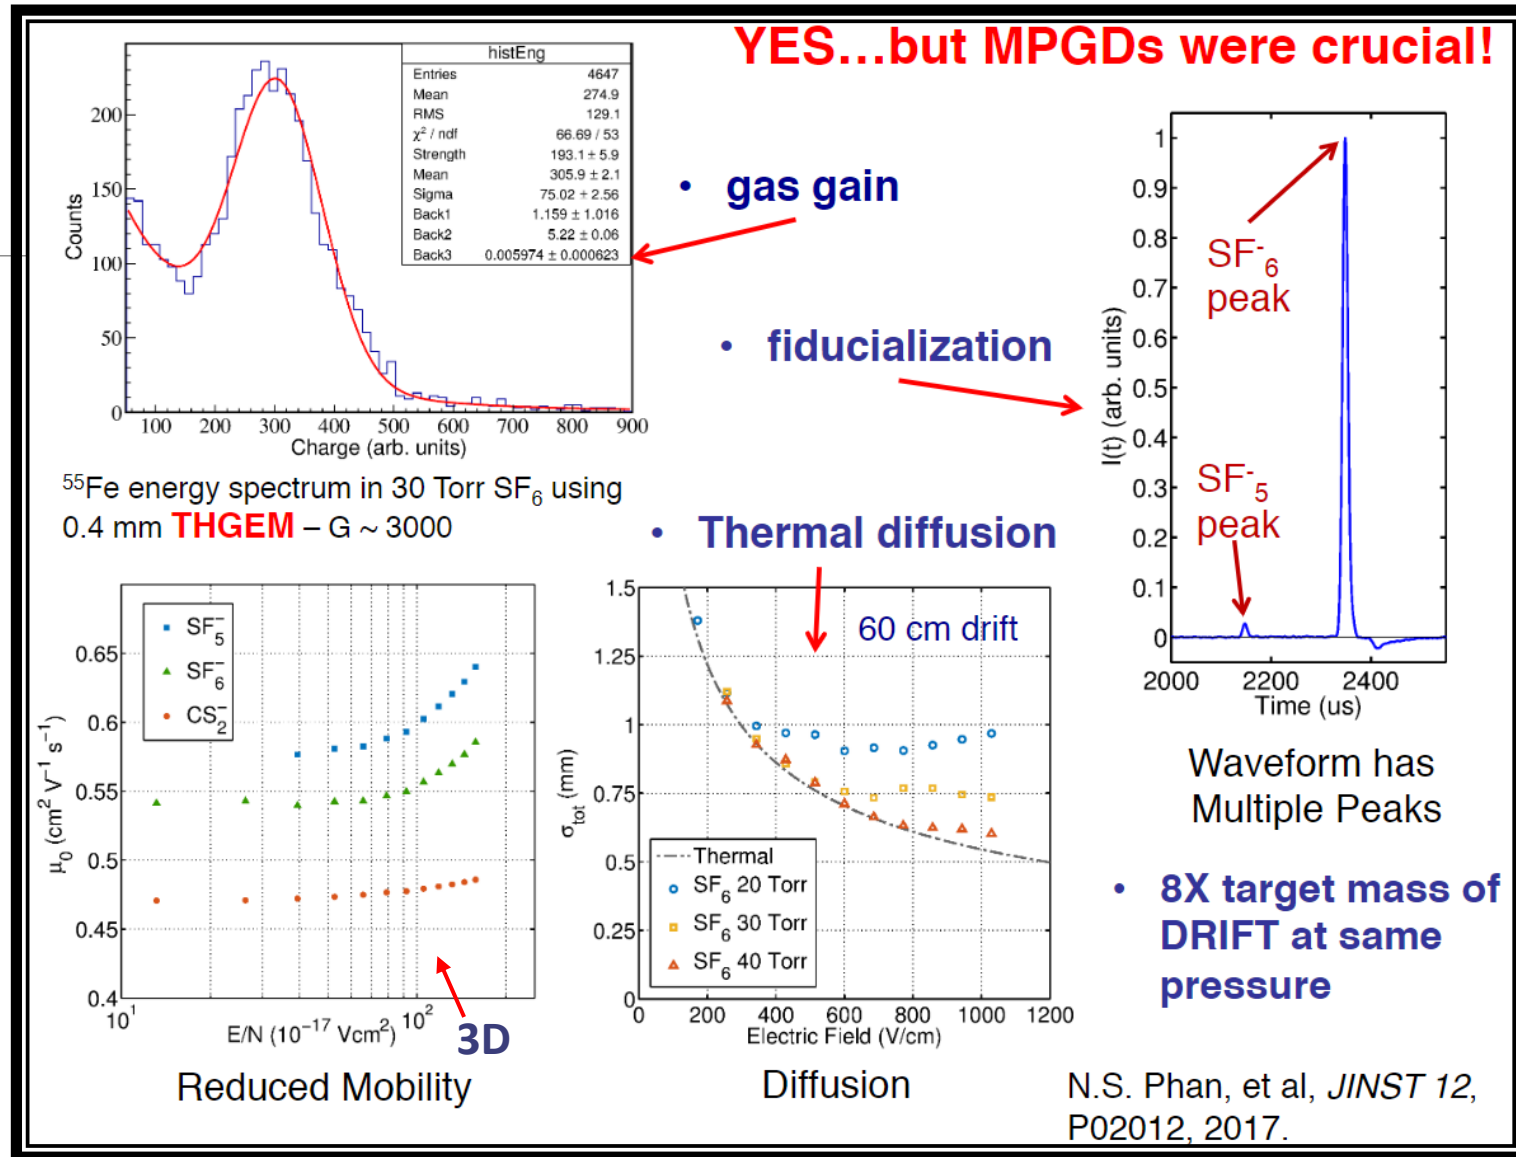 YES...but MPGDs were crucial!
histEng
Entries 4647
Mean 274.9
RMS 129.1
χ² / ndf 66.69 / 53
Strength 193.1 ± 5.9
Mean 305.9 ± 2.1
Sigma 75.02 ± 2.56
Back1 1.159 ± 1.016
Back2 5.22 ± 0.06
Back3 0.005974 ± 0.000623
Counts
200
150
100
50
0
100 200 300 400 500 600 700 800 900
Charge (arb. units)
⁵⁵Fe energy spectrum in 30 Torr SF₆ using
0.4 mm THGEM – G ~ 3000
• gas gain
• fiducialization
• Thermal diffusion
I(t) (arb. units)
1
0.9
0.8
0.7
0.6
0.5
0.4
0.3
0.2
0.1
0
SF₆⁻
peak
SF₅⁻
peak
2000 2200 2400
Time (us)
Waveform has
Multiple Peaks
• 8X target mass of
DRIFT at same
pressure
μ₀ (cm² V⁻¹ s⁻¹)
0.65
0.6
0.55
0.5
0.45
0.4
SF₅⁻
SF₆⁻
CS₂⁻
10¹ 10²
E/N (10⁻¹⁷ Vcm²)
3D
Reduced Mobility
σtot (mm)
1.5
1.25
1
0.75
0.5
0.25
0
60 cm drift
Thermal
SF₆ 20 Torr
SF₆ 30 Torr
SF₆ 40 Torr
0 200 400 600 800 1000 1200
Electric Field (V/cm)
Diffusion
N.S. Phan, et al, JINST 12,
P02012, 2017.